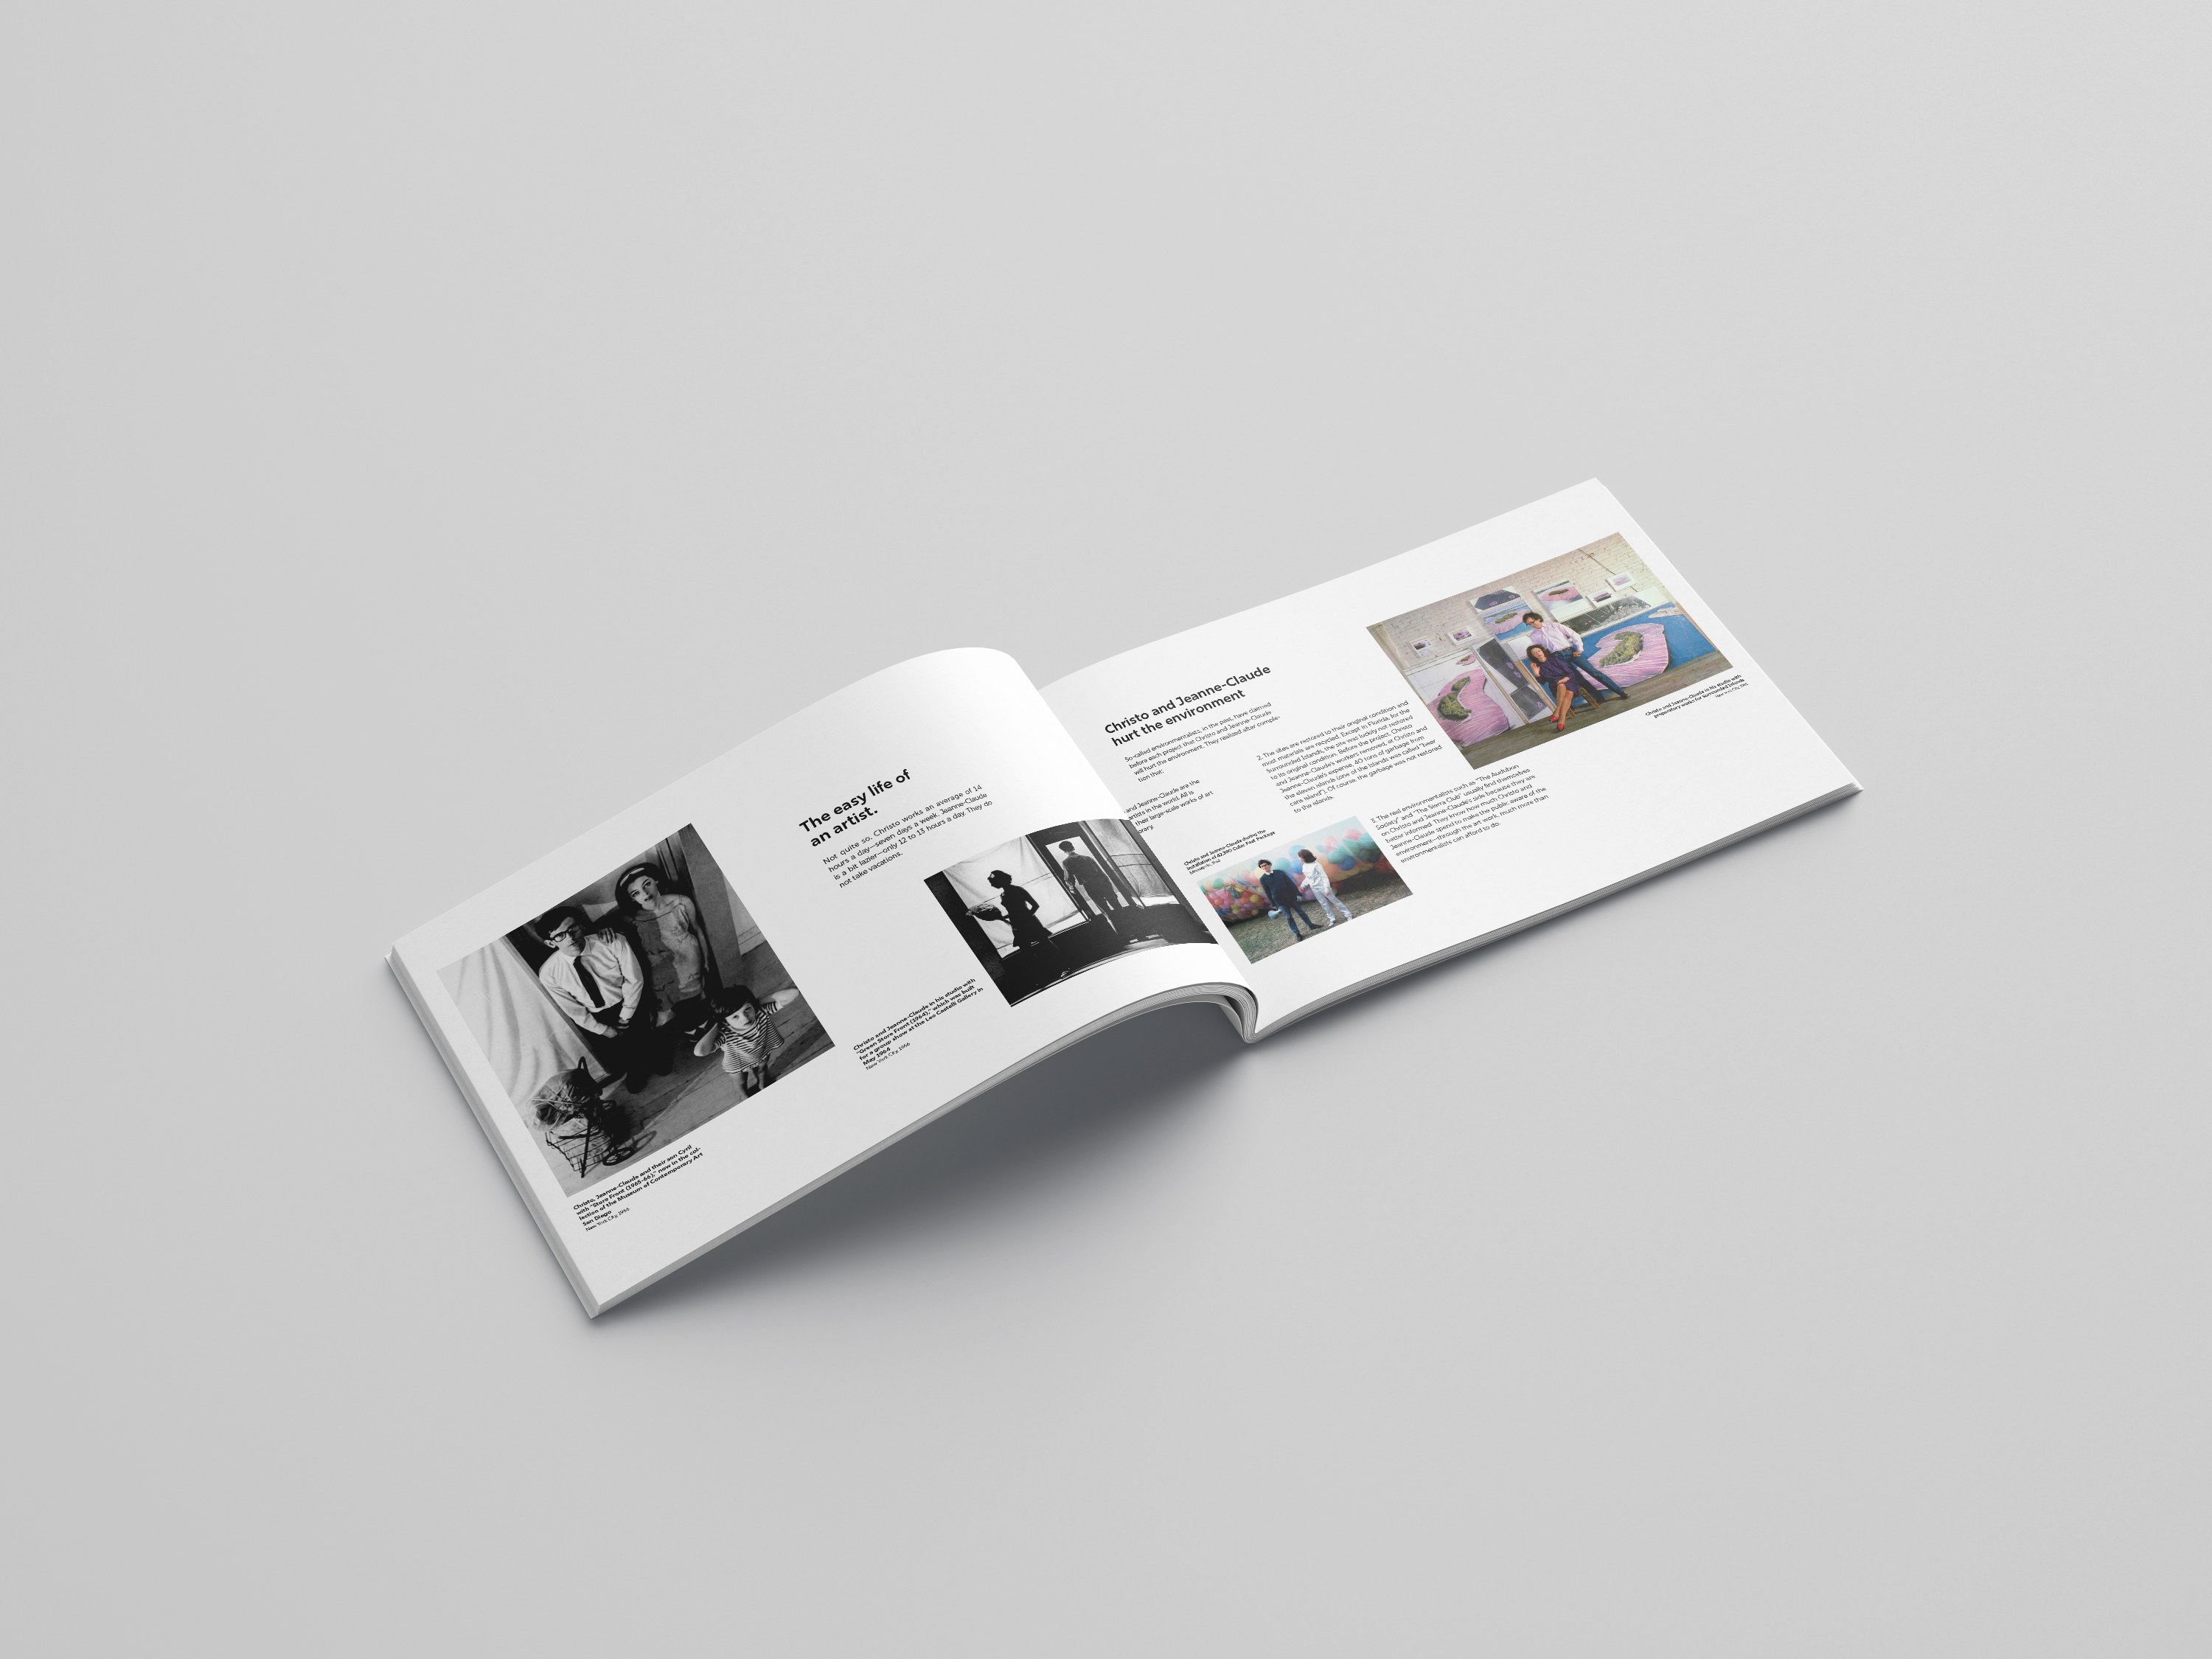 The easy life of
an artist.
Not quite so. Christo works an average of 14
hours a day—seven days a week. Jeanne-Claude
is a bit lazier—only 12 to 13 hours a day. They do
not take vacations.
Christo, Jeanne-Claude and their son Cyril
with "Store Front (1965-66)," now in the col-
lection of the Museum of Contemporary Art
San Diego
New York City,
Christo and Jeanne-Claude in his studio with
"Green Store Front (1964)," which was built
for a group show at the Leo Castelli Gallery in
May 1964
New York City, 1966
Christo and Jeanne-Claude
hurt the environment
So-called environmentalists, in the past, have claimed
before each project that Christo and Jeanne-Claude
will hurt the environment. They realized after comple-
tion that:
and Jeanne-Claude are the
artists in the world. All is
their large-scale works of art
orary.
Christo and Jeanne-Claude during the
installation of 42,390 Cubic Feet Package
2. The sites are restored to their original condition and
most materials are recycled. Except in Florida, for the
Surrounded Islands, the site was luckily not restored
to its original condition. Before the project, Christo
and Jeanne-Claude's workers removed, at Christo and
Jeanne-Claude's expense, 40 tons of garbage from
the eleven islands (one of the islands was called "beer
cans island"). Of course, the garbage was not restored
to the islands.
3. The real environmentalists such as "The Audubon
Society" and "The Sierra Club" usually find themselves
on Christo and Jeanne-Claude's side because they are
better informed. They know how much Christo and
Jeanne-Claude spend to make the public aware of the
environment—through the art work, much more than
environmentalists can afford to do.
Christo and Jeanne-Claude in his studio with
preparatory works for Surrounded Islands
New York City, 1981